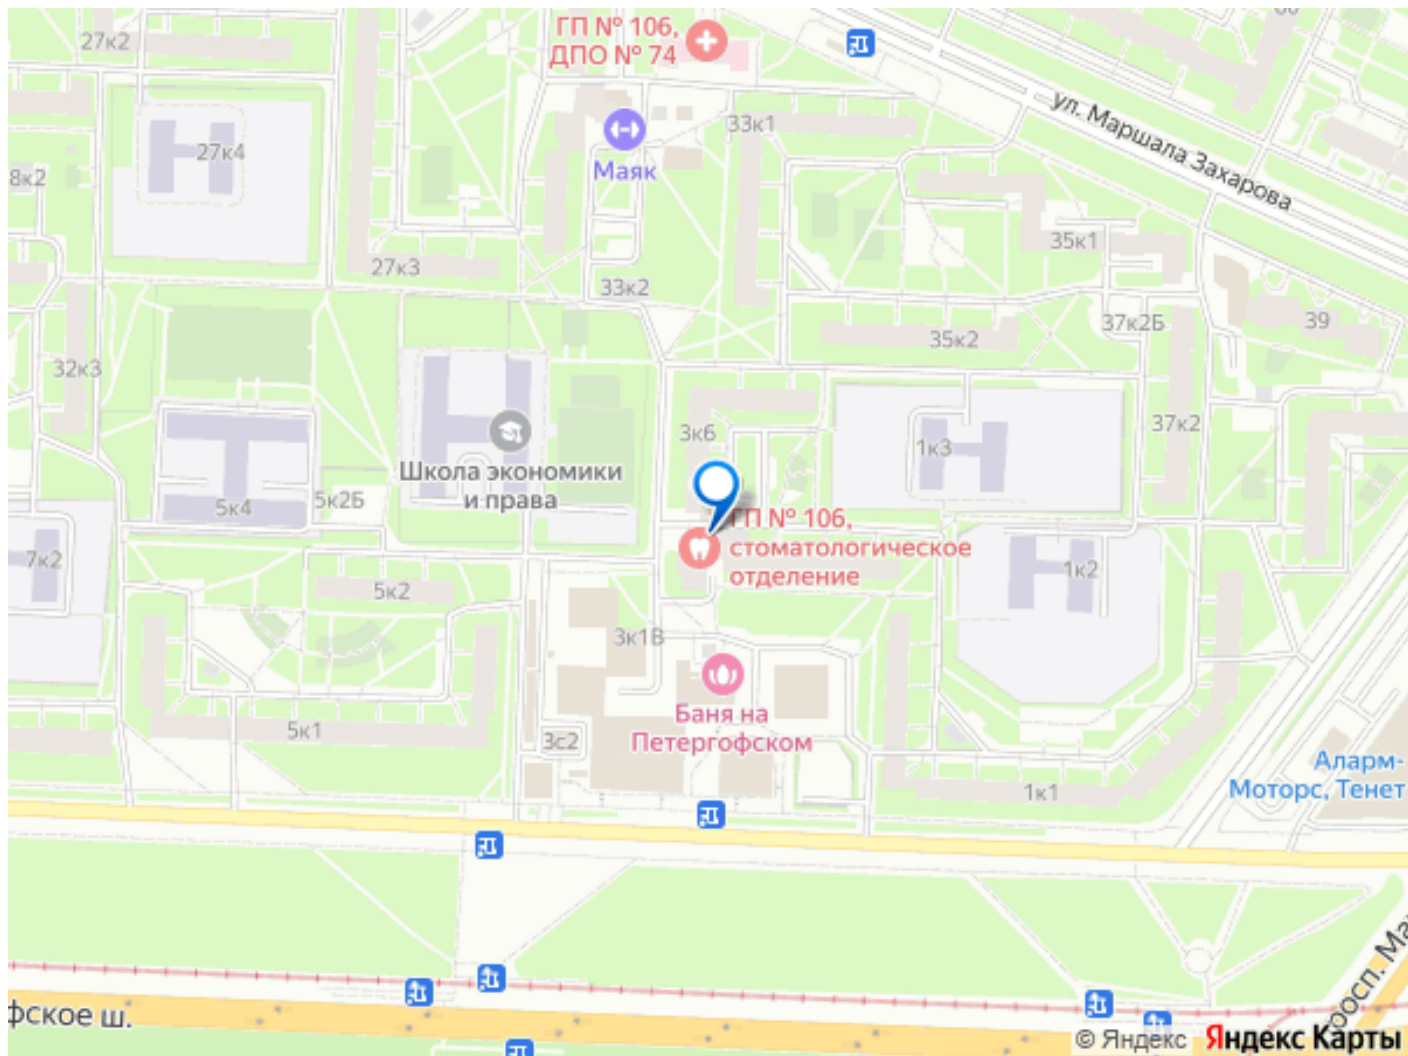 27к2
ГП № 106,
ДПО № 74
ул. Маршала Захарова
33к1
27к4
Маяк
8к2
35к1
27к3
33к2
37к2Б
39
35к2
32к3
37к2
3к6
1к3
Школа экономики
и права
5к2Б
5к4
ГП № 106,
стоматологическое
отделение
7к2
1к2
5к2
3к1В
Баня на
Петергофском
5к1
3с2
Аларм-
Моторс, Тенет
1к1
фское ш.
просп. Ма
© Яндекс Яндекс Карты